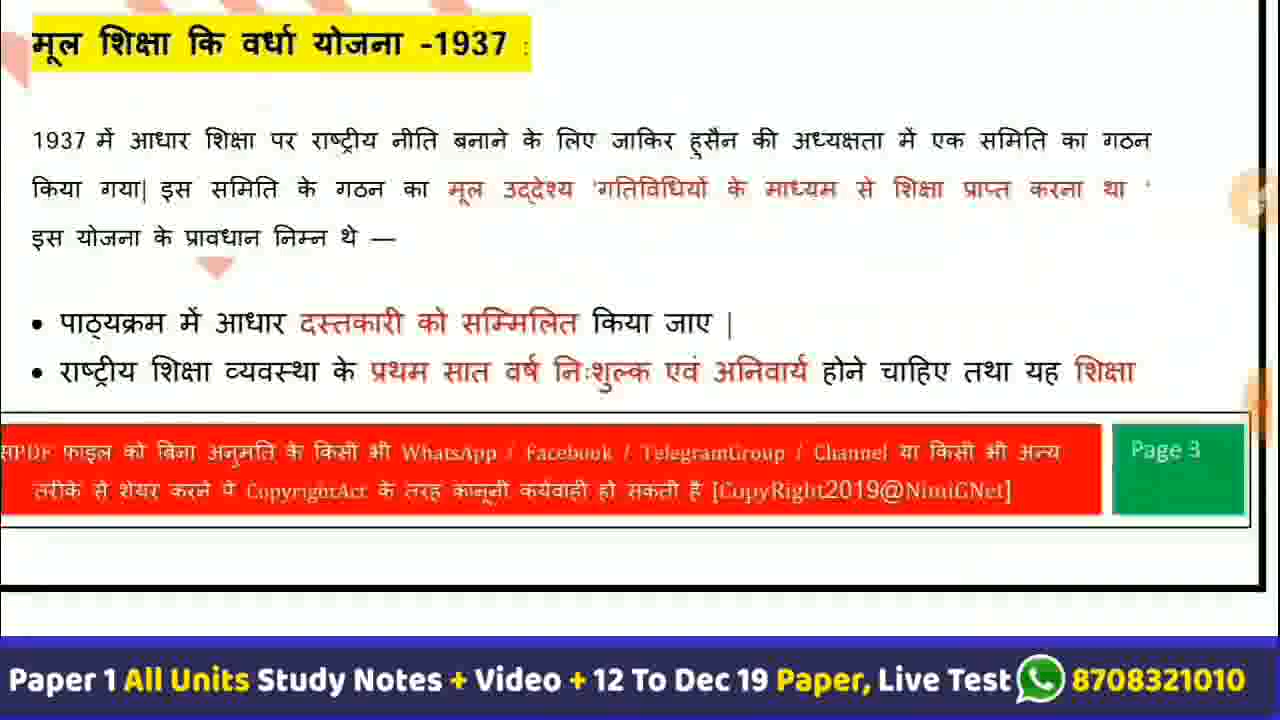 मूल शिक्षा कि वर्धा योजना -1937 :
1937 में आधार शिक्षा पर राष्ट्रीय नीति बनाने के लिए जाकिर हुसैन की अध्यक्षता में एक समिति का गठन
किया गया| इस समिति के गठन का मूल उद्देश्य 'गतिविधियों के माध्यम से शिक्षा प्राप्त करना था '
इस योजना के प्रावधान निम्न थे —
• पाठ्यक्रम में आधार दस्तकारी को सम्मिलित किया जाए |
• राष्ट्रीय शिक्षा व्यवस्था के प्रथम सात वर्ष निःशुल्क एवं अनिवार्य होने चाहिए तथा यह शिक्षा
PDF फ़ाइल को बिना अनुमति के किसी भी WhatsApp / Facebook / TelegramGroup / Channel या किसी भी अन्य
तरीके से शेयर करने पे CopyrightAct के तरह कानूनी कर्यवाही हो सकती है [CopyRight2019@NimiGNet]
Page 3
Paper 1 All Units Study Notes + Video + 12 To Dec 19 Paper, Live Test 8708321010